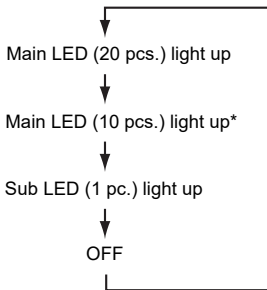 Main LED (20 pcs.) light up
Main LED (10 pcs.) light up*
Sub LED (1 pc.) light up
OFF